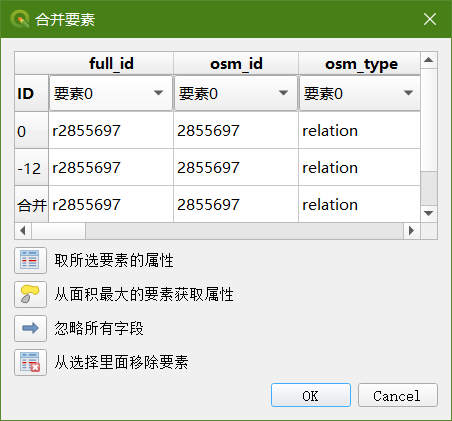 合并要素
full_id osm_id osm_type
ID 要素0 要素0 要素0
0 r2855697 2855697 relation
-12 r2855697 2855697 relation
合并 r2855697 2855697 relation
取所选要素的属性
从面积最大的要素获取属性
忽略所有字段
从选择里面移除要素
OK Cancel